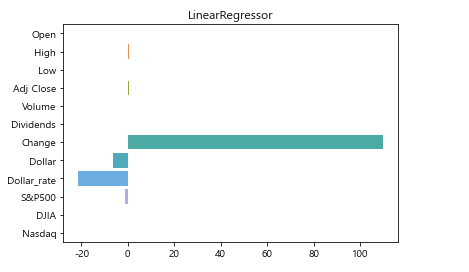 LinearRegressor
Open
High
Low
Adj Close
Volume
Dividends
Change
Dollar
Dollar_rate
S&P500
DJIA
Nasdaq
-20 0 20 40 60 80 100